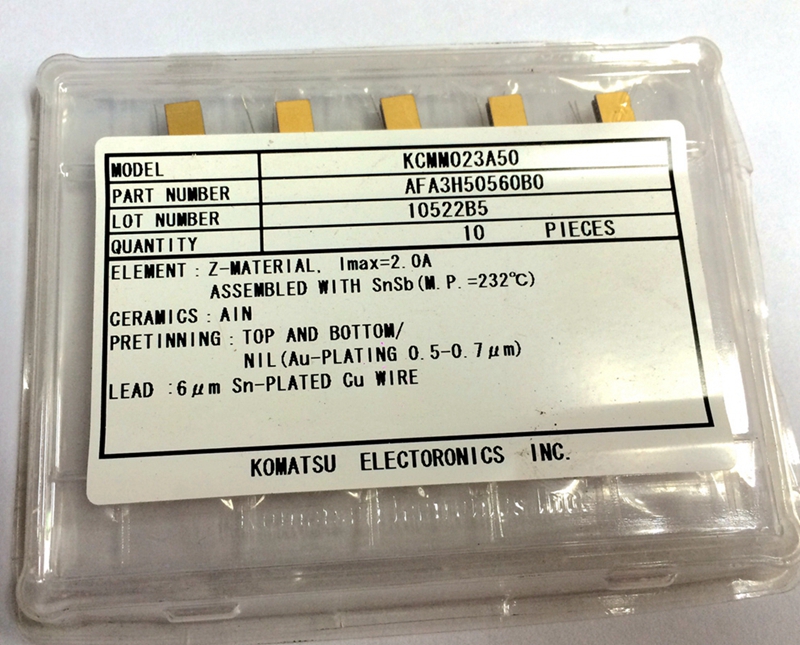 MODEL KCMM023A50
PART NUMBER AFA3H50560B0
LOT NUMBER 10522B5
QUANTITY 10 PIECES
ELEMENT : Z-MATERIAL, Imax=2.0A
ASSEMBLED WITH SnSb(M.P.=232℃)
CERAMICS : AlN
PRETINNING : TOP AND BOTTOM/
NIL(Au-PLATING 0.5-0.7μm)
LEAD :6μm Sn-PLATED Cu WIRE
KOMATSU ELECTORONICS INC.